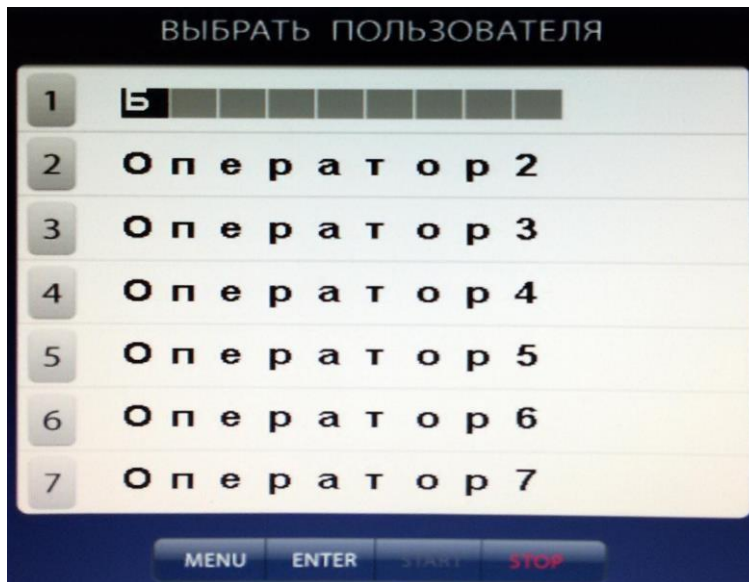 ВЫБРАТЬ ПОЛЬЗОВАТЕЛЯ
1 Б
2 Оператор2
3 Оператор3
4 Оператор4
5 Оператор5
6 Оператор6
7 Оператор7
MENU ENTER START STOP